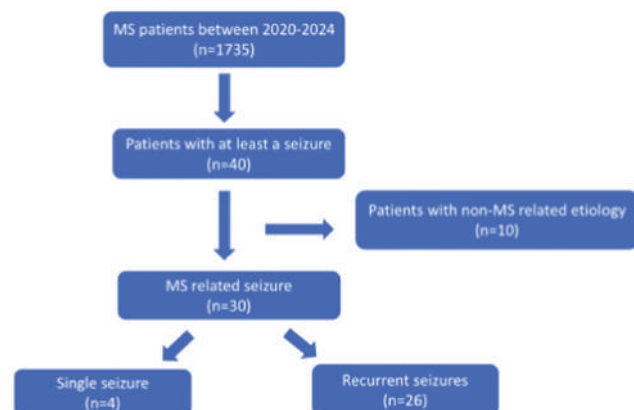 MS patients between 2020-2024
(n=1735)
Patients with at least a seizure
(n=40)
Patients with non-MS related etiology
(n=10)
MS related seizure
(n=30)
Single seizure
(n=4)
Recurrent seizures
(n=26)